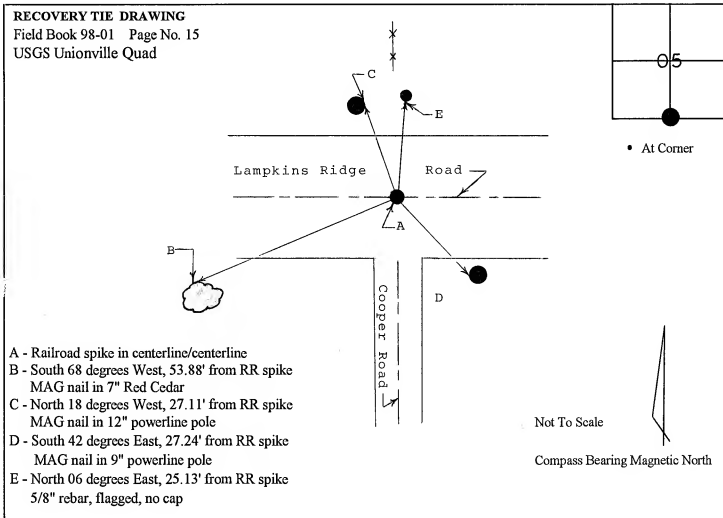 RECOVERY TIE DRAWING
Field Book 98-01 Page No. 15
USGS Unionville Quad
05
• At Corner
C
E
Lampkins Ridge Road
A
B
D
Cooper Road
A - Railroad spike in centerline/centerline
B - South 68 degrees West, 53.88' from RR spike
MAG nail in 7" Red Cedar
C - North 18 degrees West, 27.11' from RR spike
MAG nail in 12" powerline pole
D - South 42 degrees East, 27.24' from RR spike
MAG nail in 9" powerline pole
E - North 06 degrees East, 25.13' from RR spike
5/8" rebar, flagged, no cap
Not To Scale
Compass Bearing Magnetic North